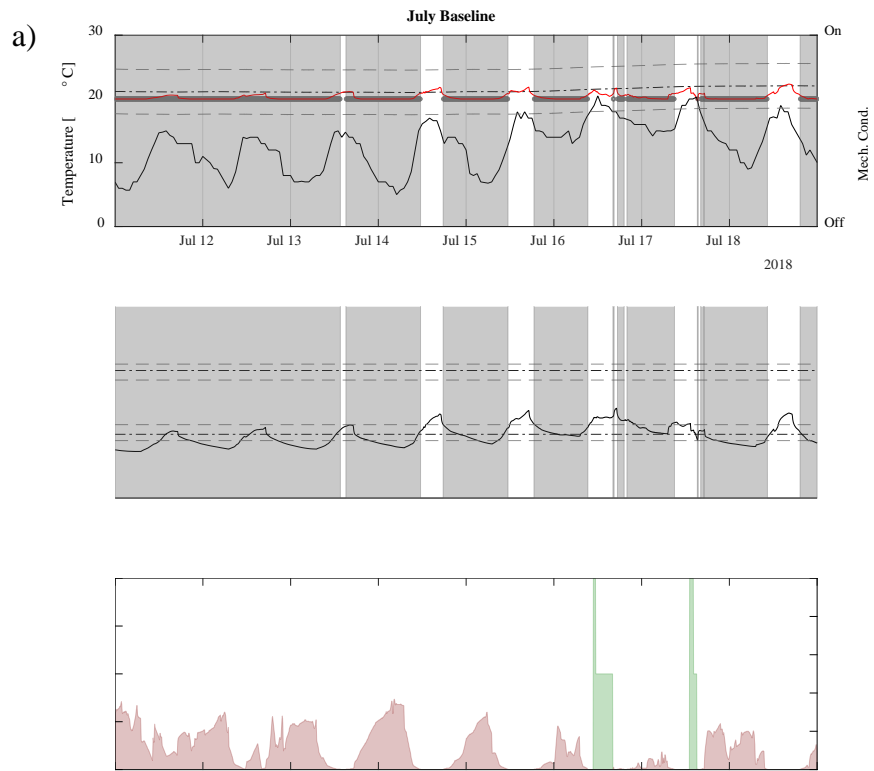 July Baseline
a)
30
20
10
0
Temperature [ ° C]
On
Off
Mech. Cond.
Jul 12 Jul 13 Jul 14 Jul 15 Jul 16 Jul 17 Jul 18
2018